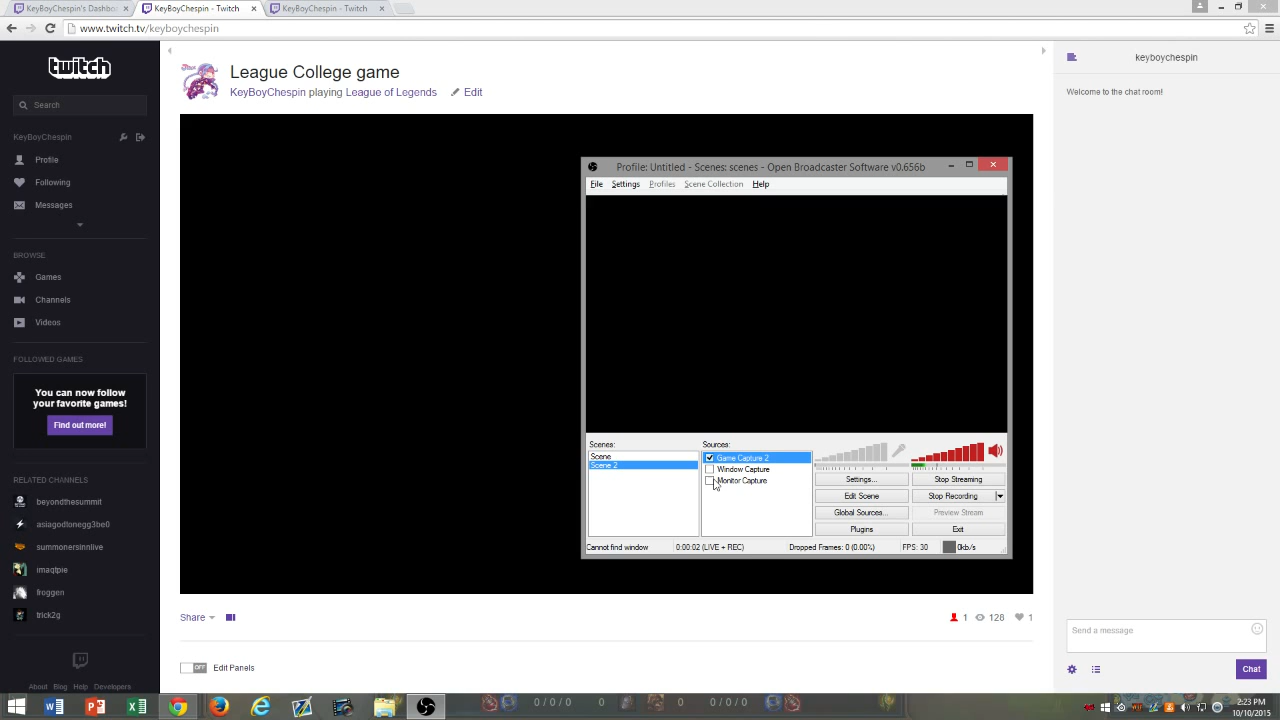 KeyBoyChespin's Dashbo
KeyBoyChespin - Twitch
KeyBoyChespin - Twitch
www.twitch.tv/keyboychespin
twitch
Search
KeyBoyChespin
Profile
Following
Messages
BROWSE
Games
Channels
Videos
FOLLOWED GAMES
You can now follow
your favorite games!
Find out more!
RELATED CHANNELS
beyondthesummit
asiagodtonegg3be0
summonersinnlive
imaqtpie
froggen
trick2g
About Blog Help Developers
League College game
KeyBoyChespin playing League of Legends Edit
Profile: Untitled - Scenes: scenes - Open Broadcaster Software v0.656b
File Settings Profiles Scene Collection Help
Scenes:
Scene
Scene 2
Sources:
Game Capture 2
Window Capture
Monitor Capture
Settings... Stop Streaming
Edit Scene Stop Recording
Global Sources... Preview Stream
Plugins Exit
Cannot find window 0:00:02 (LIVE + REC) Dropped Frames: 0 (0.00%) FPS: 30 0kb/s
Share 1 128 1
OFF Edit Panels
keyboychespin
Welcome to the chat room!
Send a message
Chat
0 0 / 0 / 0 0 0 0 / 0 / 0 0
2:23 PM
10/10/2015